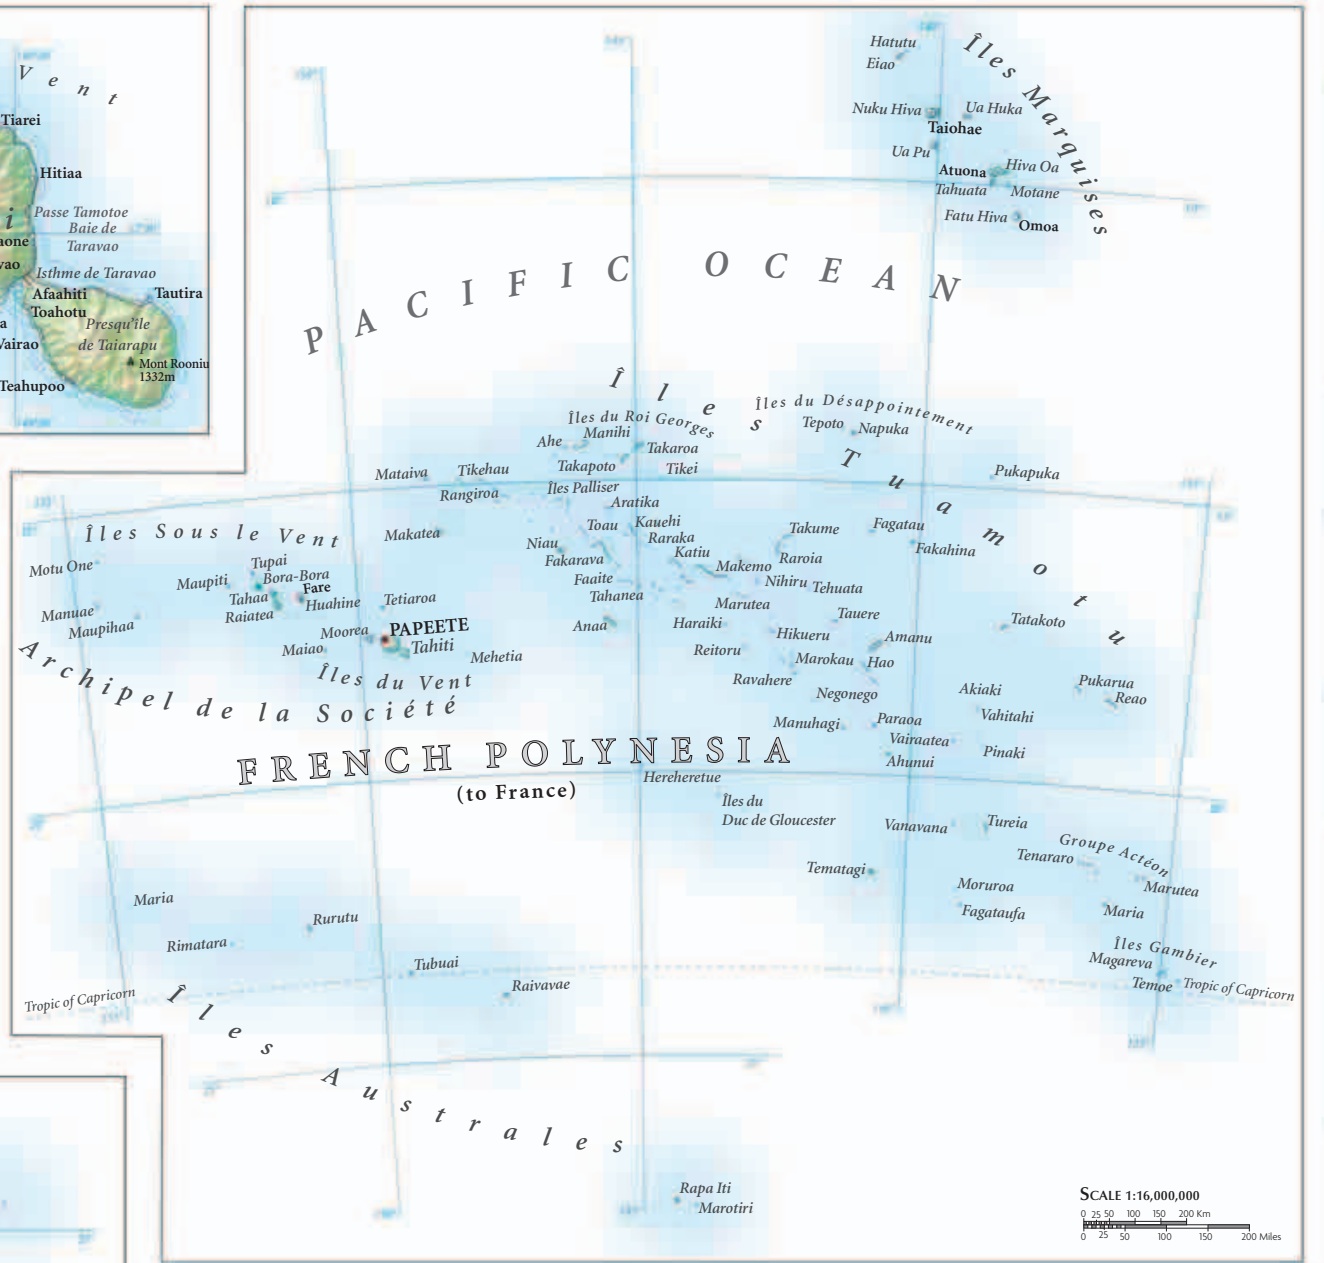 Vent
Tiarei
Hitiaa
Passe Tamotoe
Baie de
Taravao
Isthme de Taravao
Afaahiti
Toahotu
Tautira
Presqu'île
de Taiarapu
Vairao
Mont Rooniu
1332m
Teahupoo
Îles Marquises
Hatutu
Eiao
Nuku Hiva
Ua Huka
Taiohae
Ua Pu
Hiva Oa
Atuona
Tahuata
Motane
Fatu Hiva
Omoa
PACIFIC OCEAN
Îles Tuamotu
Îles du Désappointement
Îles du Roi Georges
Tepoto
Napuka
Manihi
Ahe
Takaroa
Takapoto
Tikei
Mataiva
Tikehau
Pukapuka
Rangiroa
Îles Palliser
Aratika
Îles Sous le Vent
Makatea
Toau
Kauehi
Takume
Fagatau
Raraka
Niau
Katiu
Fakahina
Fakarava
Makemo
Raroia
Motu One
Tupai
Bora-Bora
Maupiti
Fare
Faaite
Nihiru
Tehuata
Tahaa
Huahine
Tetiaroa
Tahanea
Marutea
Manuae
Raiatea
Tauere
Maupihaa
Moorea
PAPEETE
Anaa
Haraiki
Hikueru
Amanu
Tatakoto
Maiao
Tahiti
Mehetia
Reitoru
Marokau
Hao
Îles du Vent
Ravahere
Negonego
Akiaki
Pukarua
Reao
Archipel de la Société
Manuhagi
Paraoa
Vahitahi
Vairaatea
Pinaki
Ahunui
FRENCH POLYNESIA
(to France)
Hereheretue
Îles du
Duc de Gloucester
Vanavana
Tureia
Groupe Actéon
Tenararo
Tematagi
Moruroa
Marutea
Fagataufa
Maria
Maria
Rurutu
Rimatara
Tubuai
Îles Gambier
Magareva
Temoe
Raivavae
Tropic of Capricorn
Tropic of Capricorn
Îles Australes
Rapa Iti
Marotiri
SCALE 1:16,000,000
0 25 50 100 150 200 Km
0 25 50 100 150 200 Miles